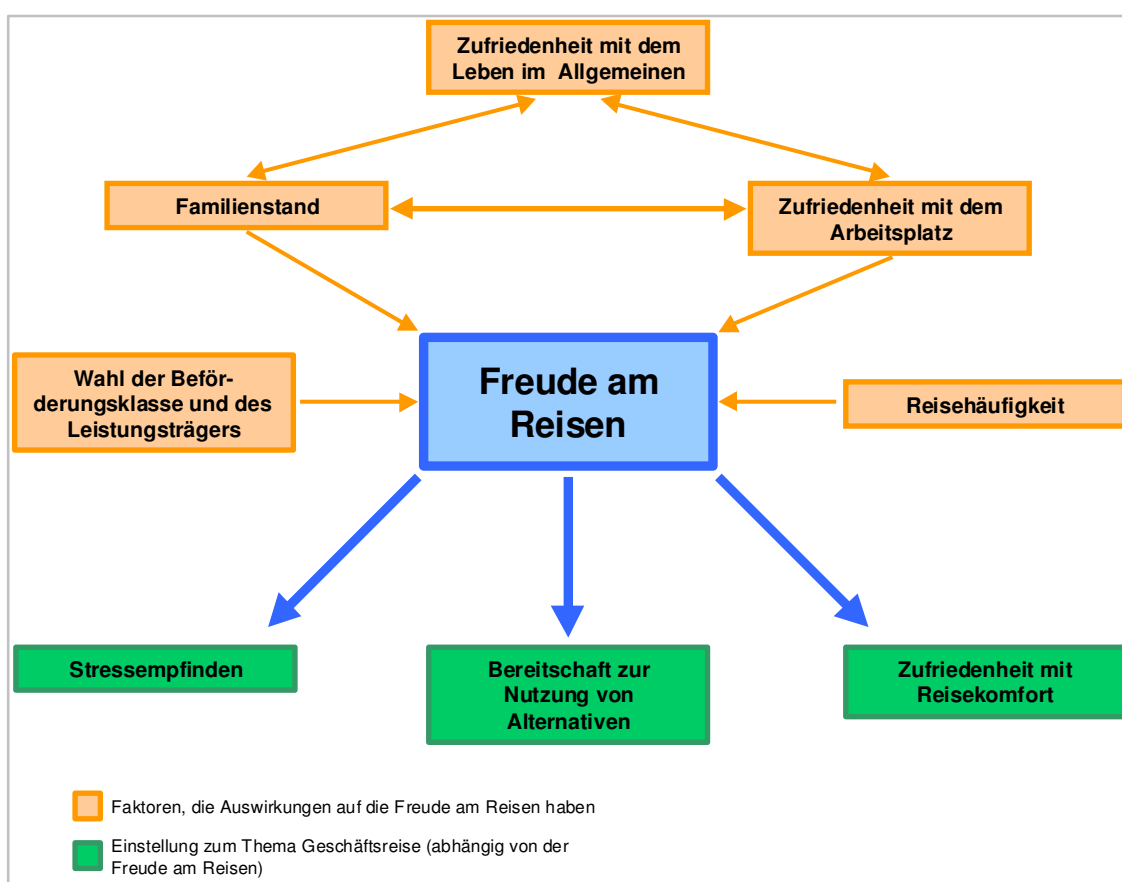 Zufriedenheit mit dem
Leben im Allgemeinen
Familienstand
Zufriedenheit mit dem
Arbeitsplatz
Wahl der Beför-
derungsklasse und des
Leistungsträgers
Freude am
Reisen
Reisehäufigkeit
Stressempfinden
Bereitschaft zur
Nutzung von
Alternativen
Zufriedenheit mit
Reisekomfort
Faktoren, die Auswirkungen auf die Freude am Reisen haben
Einstellung zum Thema Geschäftsreise (abhängig von der
Freude am Reisen)